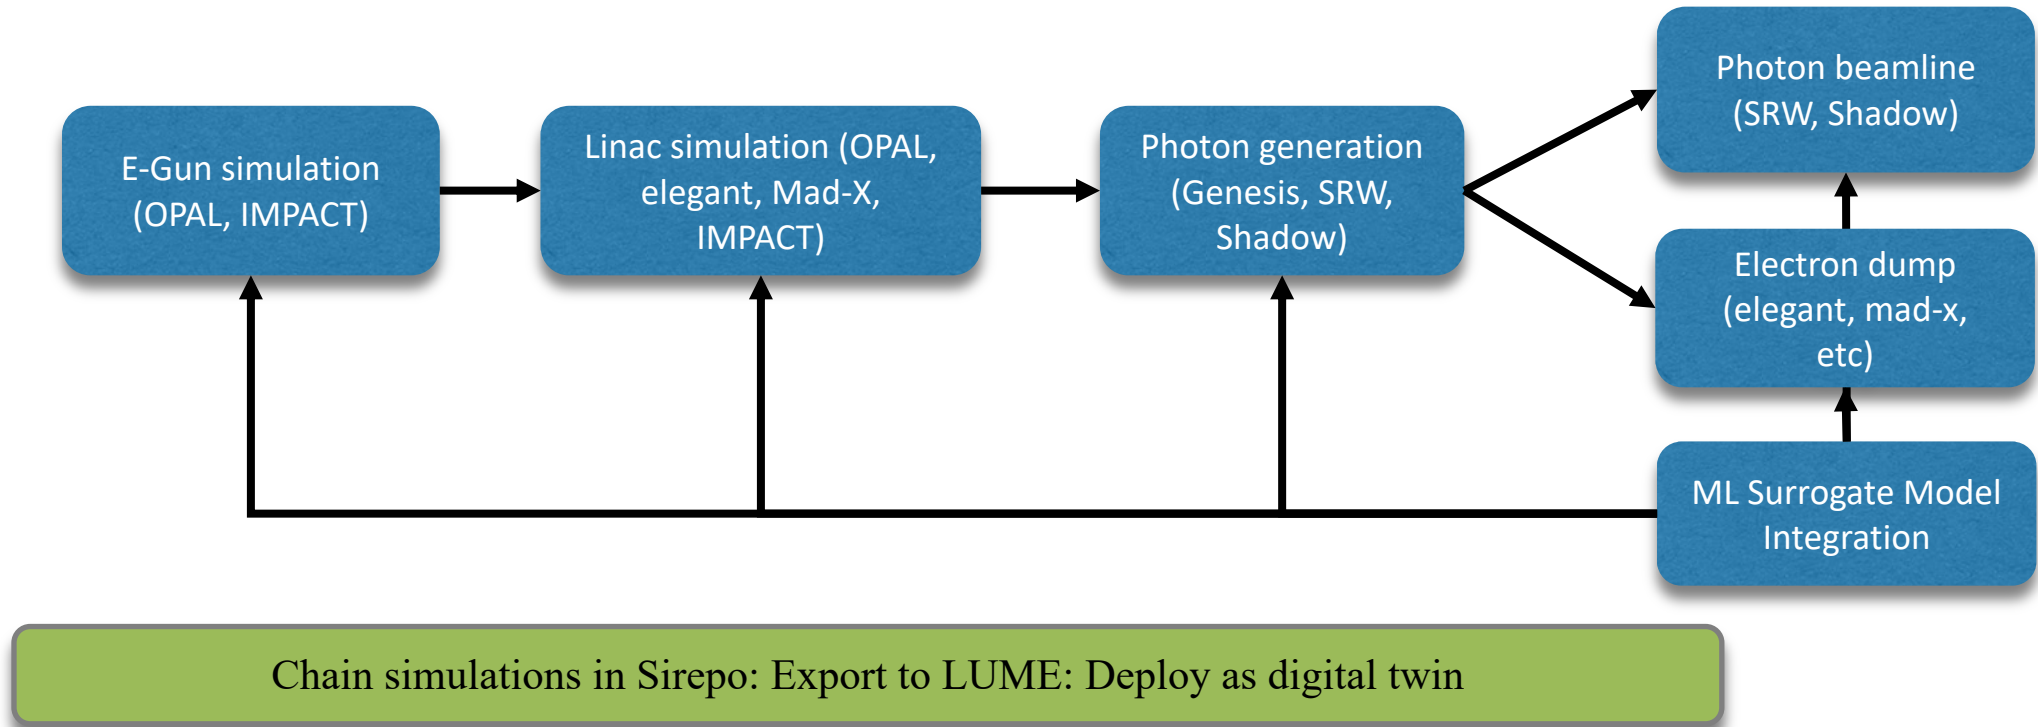 E-Gun simulation
(OPAL, IMPACT)
Linac simulation (OPAL,
elegant, Mad-X,
IMPACT)
Photon generation
(Genesis, SRW,
Shadow)
Photon beamline
(SRW, Shadow)
Electron dump
(elegant, mad-x,
etc)
ML Surrogate Model
Integration
Chain simulations in Sirepo: Export to LUME: Deploy as digital twin